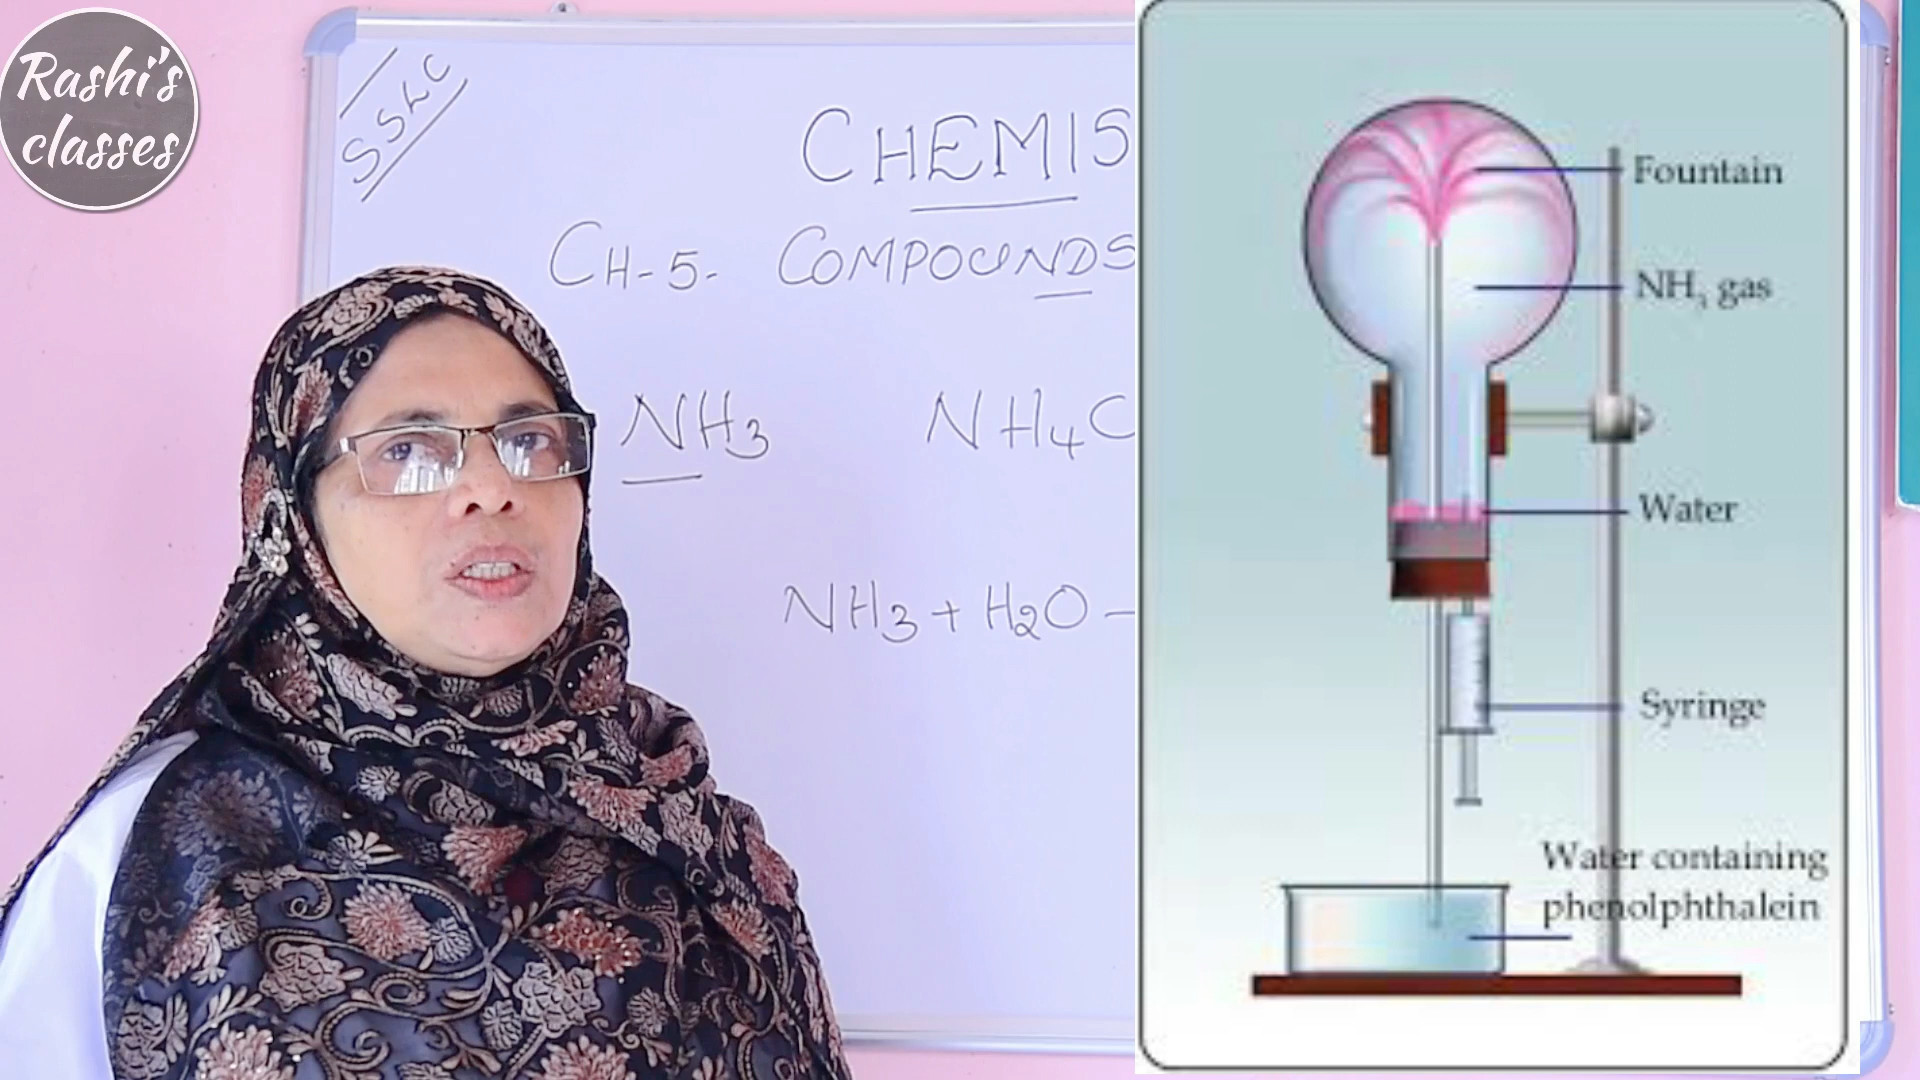 Rashi's
classes
SSLC
CHEMIS
CH-5. COMPOUNDS
NH3 NH4C
NH3 + H2O -
Fountain
NH3 gas
Water
Syringe
Water containing
phenolphthalein